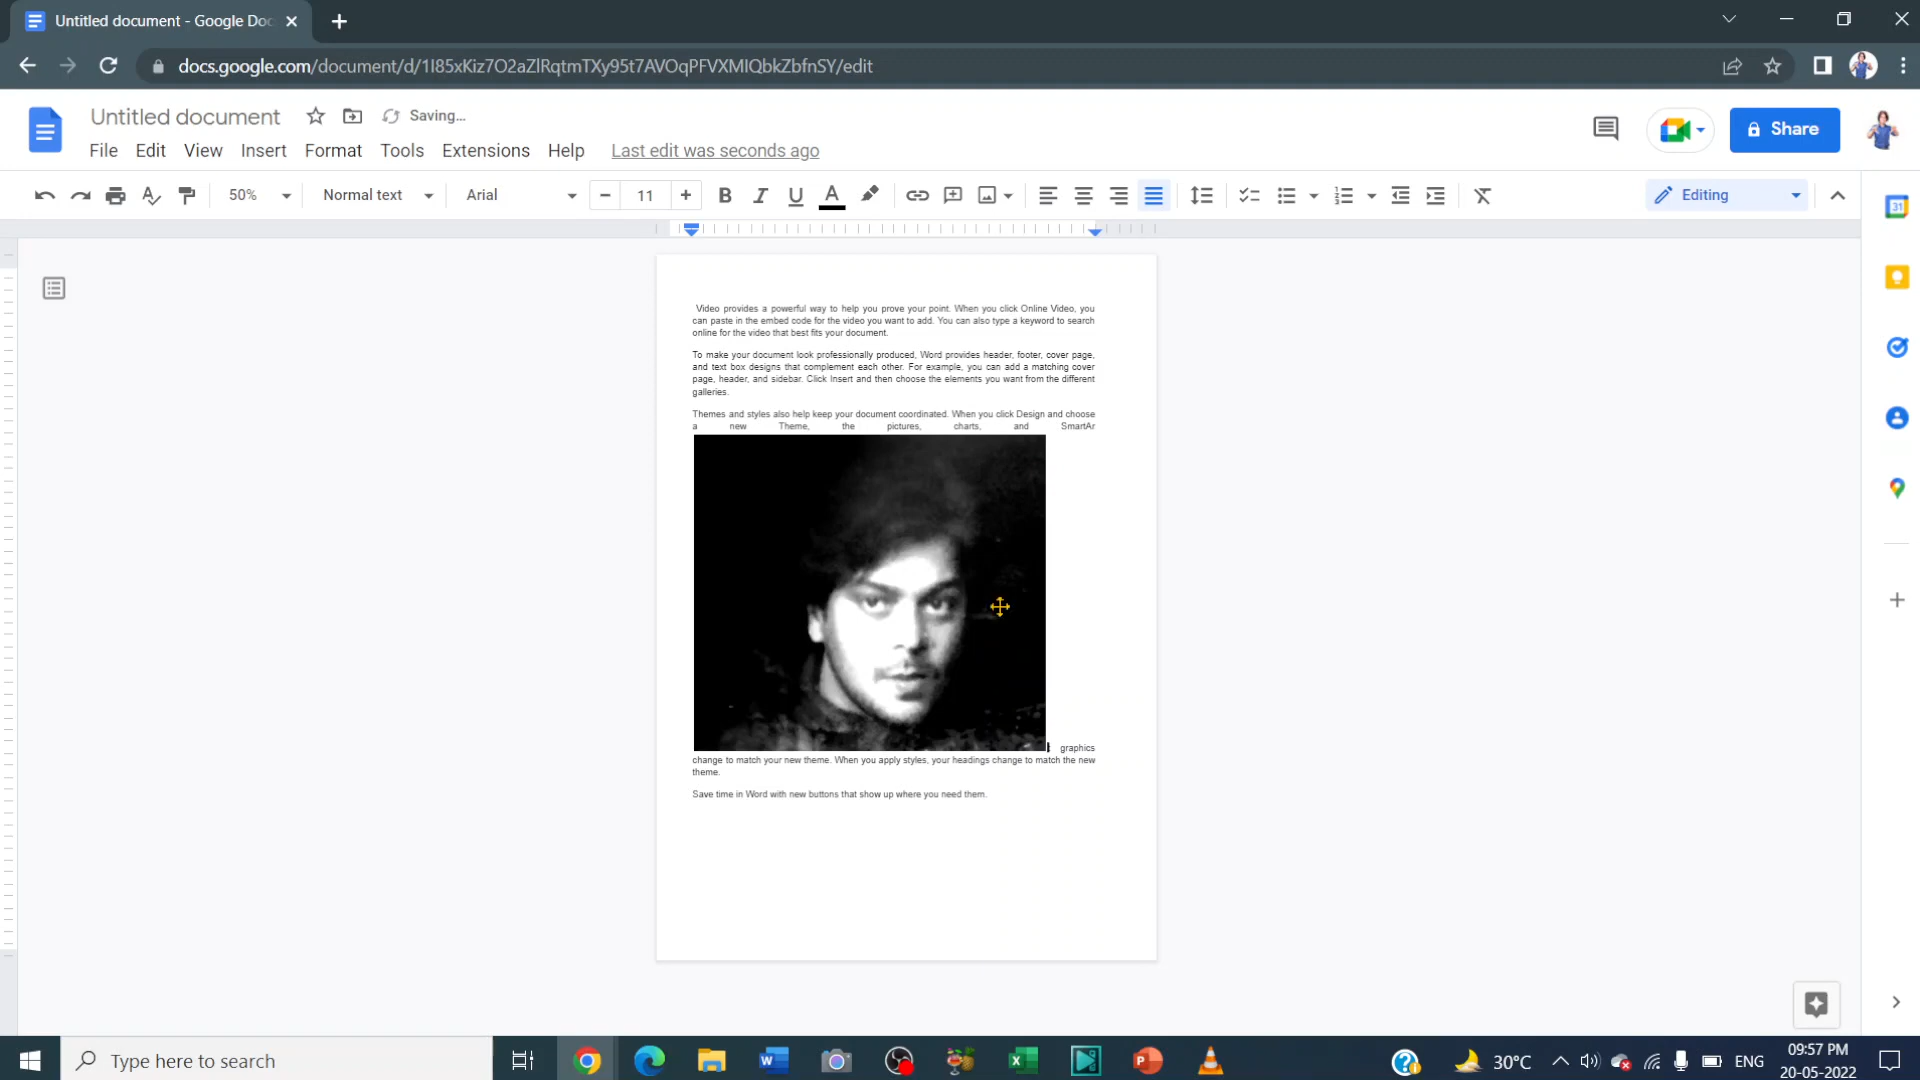 Untitled document - Google Doc
docs.google.com/document/d/1I85xKiz7O2aZlRqtmTXy95t7AVOqPFVXMIQbkZbfnSY/edit
Untitled document
Saving...
File Edit View Insert Format Tools Extensions Help Last edit was seconds ago
Share
50% Normal text Arial 11
Editing
31
Video provides a powerful way to help you prove your point. When you click Online Video, you
can paste in the embed code for the video you want to add. You can also type a keyword to search
online for the video that best fits your document.
To make your document look professionally produced, Word provides header, footer, cover page,
and text box designs that complement each other. For example, you can add a matching cover
page, header, and sidebar. Click Insert and then choose the elements you want from the different
galleries.
Themes and styles also help keep your document coordinated. When you click Design and choose
a new Theme, the pictures, charts, and SmartAr
t graphics
change to match your new theme. When you apply styles, your headings change to match the new
theme.
Save time in Word with new buttons that show up where you need them.
Type here to search
30°C
ENG
09:57 PM
20-05-2022